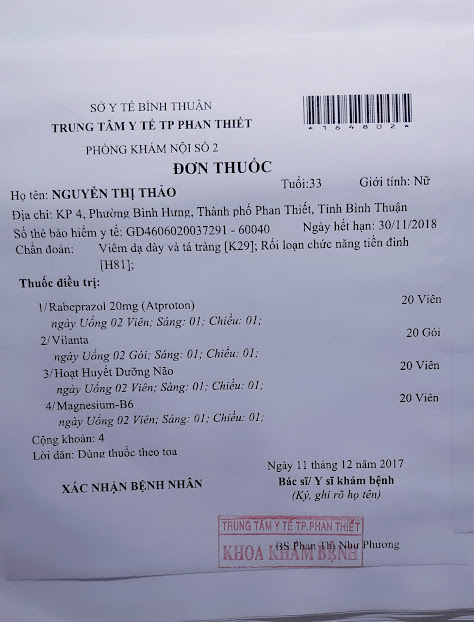 SỞ Y TẾ BÌNH THUẬN
TRUNG TÂM Y TẾ TP PHAN THIẾT
*164802*
PHÒNG KHÁM NỘI SỐ 2
ĐƠN THUỐC
Họ tên: NGUYỄN THỊ THẢO Tuổi:33 Giới tính: Nữ
Địa chỉ: KP 4, Phường Bình Hưng, Thành phố Phan Thiết, Tỉnh Bình Thuận
Số thẻ bảo hiểm y tế: GD4606020037291 - 60040 Ngày hết hạn: 30/11/2018
Chẩn đoán: Viêm dạ dày và tá tràng [K29]; Rối loạn chức năng tiền đình
[H81];
Thuốc điều trị:
1/Rabeprazol 20mg (Atproton) 20 Viên
ngày Uống 02 Viên; Sáng: 01; Chiều: 01;
2/Vilanta 20 Gói
ngày Uống 02 Gói; Sáng: 01; Chiều: 01;
3/Hoạt Huyết Dưỡng Não 20 Viên
ngày Uống 02 Viên; Sáng: 01; Chiều: 01;
4/Magnesium-B6 20 Viên
ngày Uống 02 Viên; Sáng: 01; Chiều: 01;
Cộng khoản: 4
Lời dăn: Dùng thuốc theo toa
Ngày 11 tháng 12 năm 2017
XÁC NHẬN BỆNH NHÂN Bác sĩ/ Y sĩ khám bệnh
(Ký, ghi rõ họ tên)
TRUNG TÂM Y TẾ TP.PHAN THIẾT
KHOA KHÁM BỆNH
BS.Phan Thị Như Phương